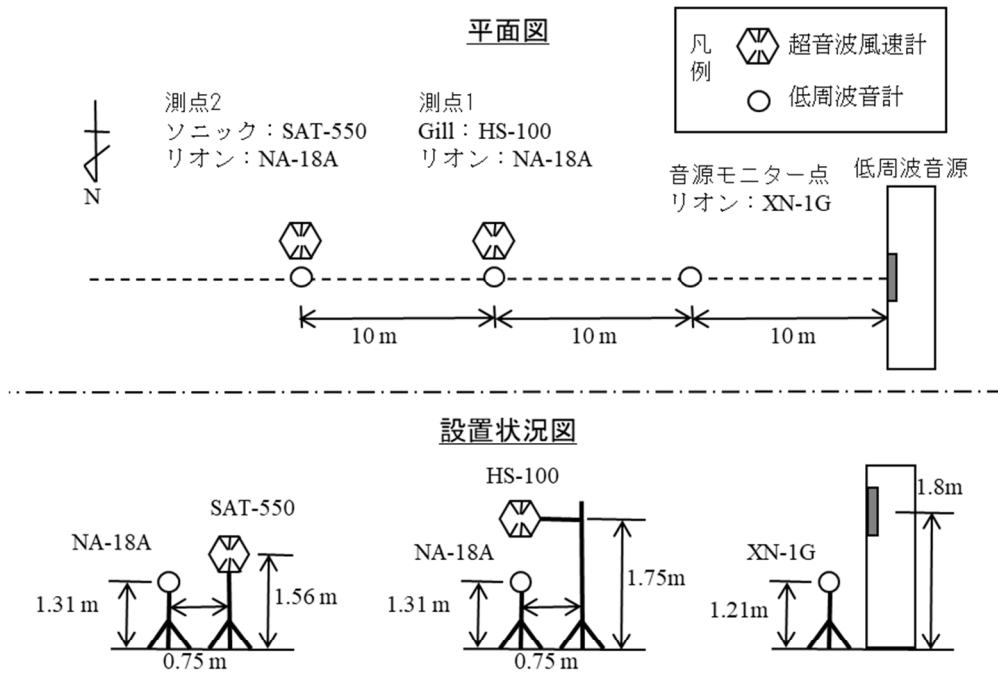 平面図
凡例
超音波風速計
低周波音計
測点2
ソニック：SAT-550
リオン：NA-18A
測点1
Gill：HS-100
リオン：NA-18A
音源モニター点
リオン：XN-1G
低周波音源
N
10 m
10 m
10 m
設置状況図
NA-18A
SAT-550
1.31 m
1.56 m
0.75 m
HS-100
NA-18A
1.31 m
1.75m
0.75 m
XN-1G
1.21m
1.8m